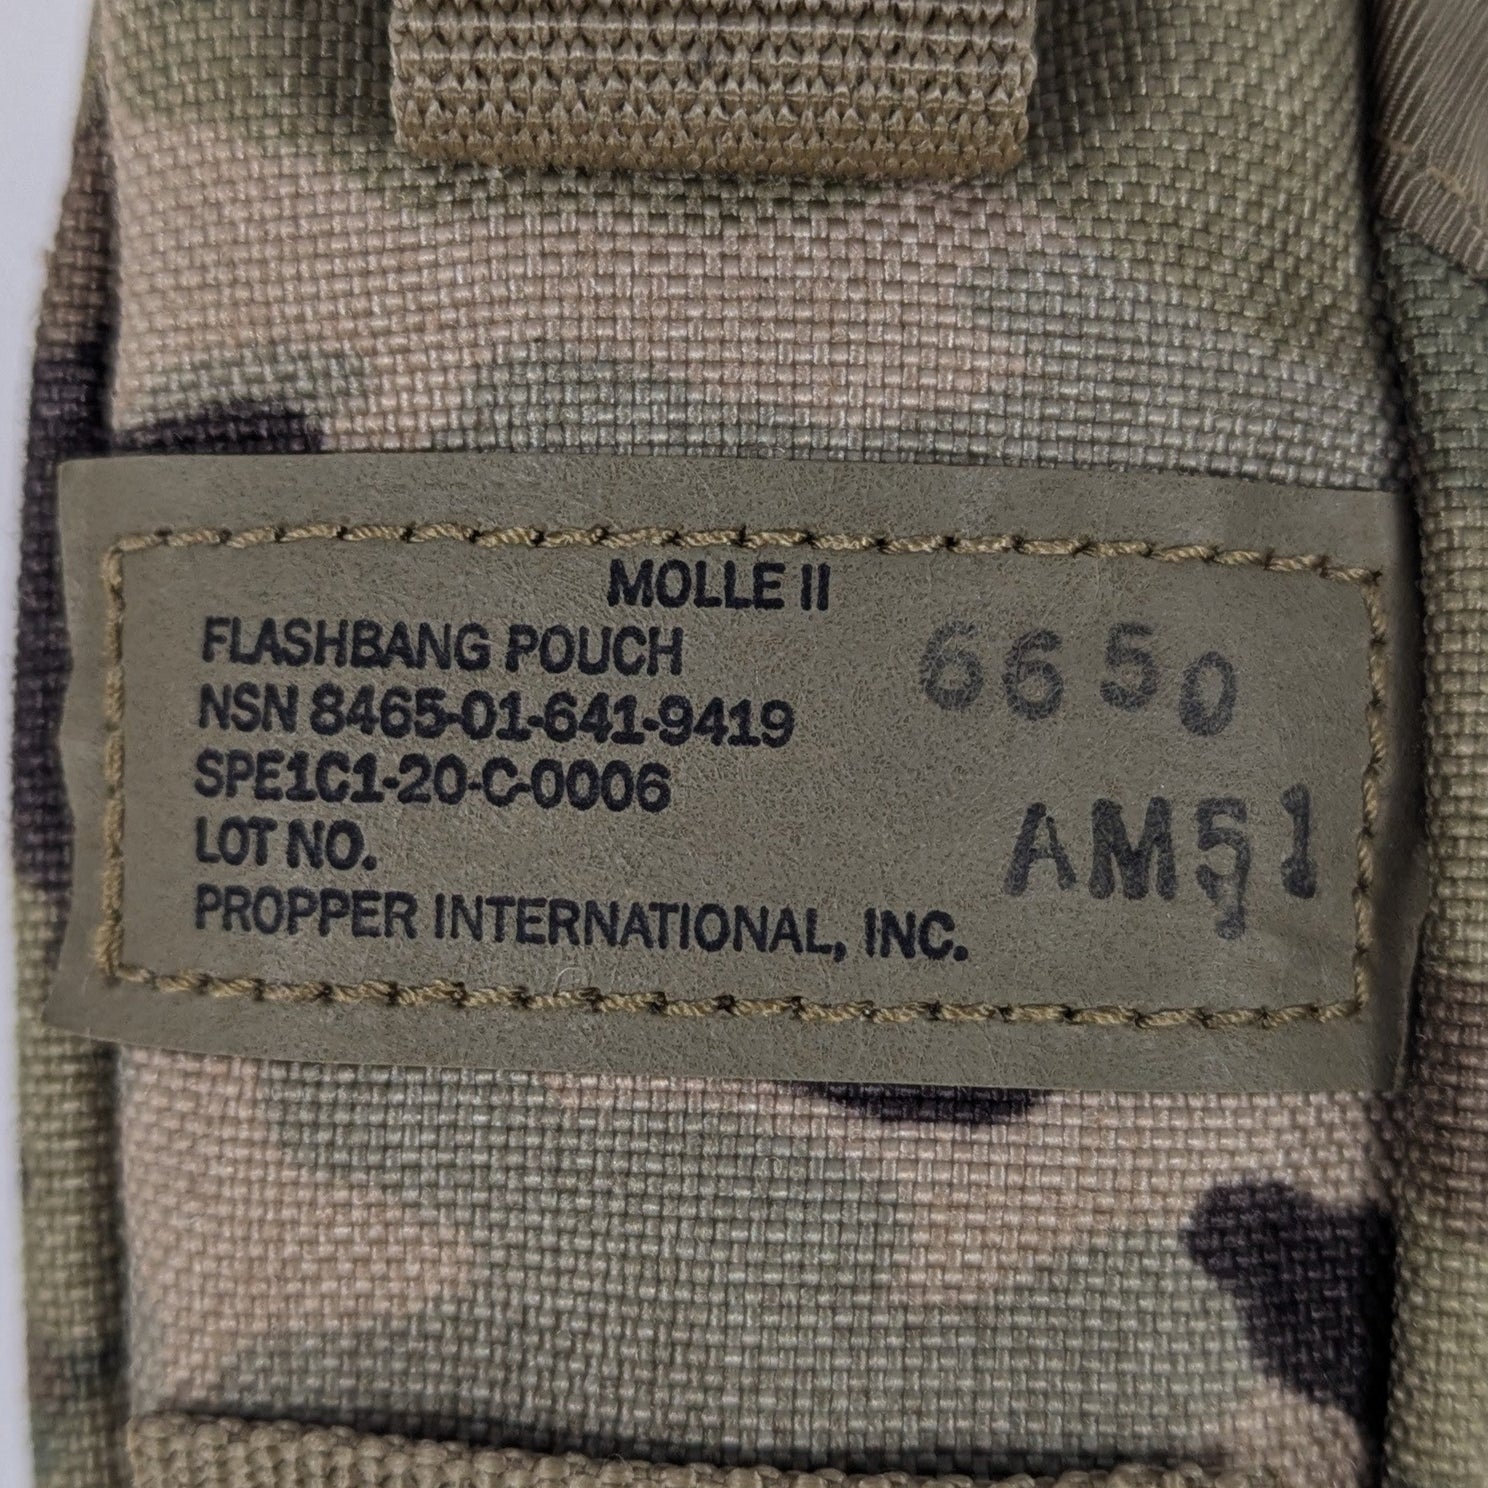 MOLLE II
FLASHBANG POUCH
6650
NSN 8465-01-641-9419
SPE1C1-20-C-0006
LOT NO.
AM51
PROPPER INTERNATIONAL, INC.